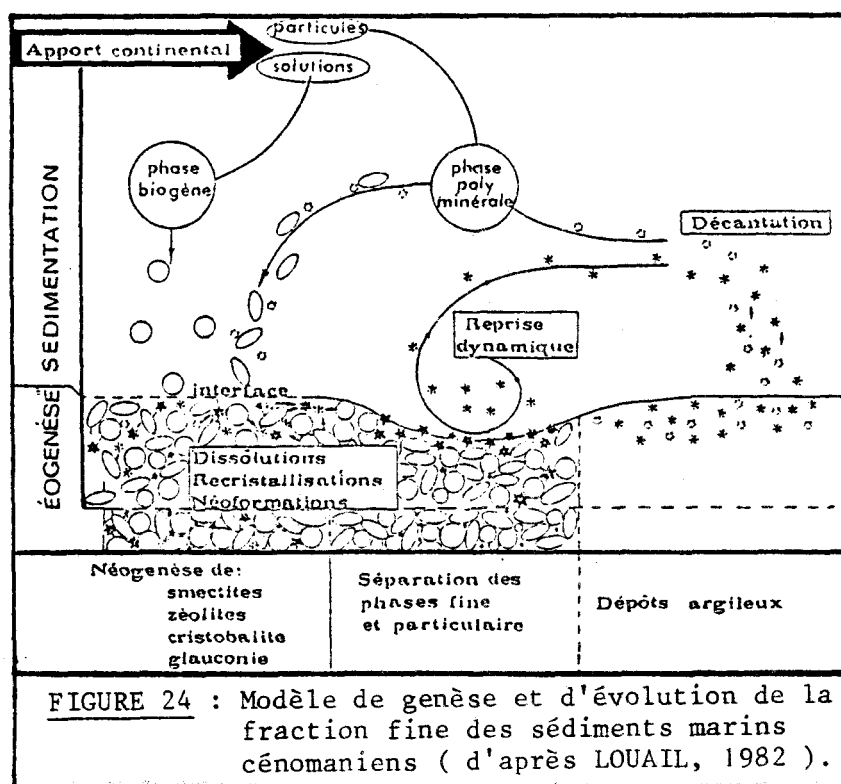 particules
Apport continental
solutions
phase
biogène
phase
poly
minérale
Décantation
Reprise
dynamique
ÉOGENÈSE SÉDIMENTATION
interface
Dissolutions
Recristallisations
Néoformations
Néogenèse de:
smectites
zèolites
cristobalite
glauconie
Séparation des
phases fine
et particulaire
Dépôts argileux
FIGURE 24 : Modèle de genèse et d'évolution de la
fraction fine des sédiments marins
cénomaniens ( d'après LOUAIL, 1982 ).